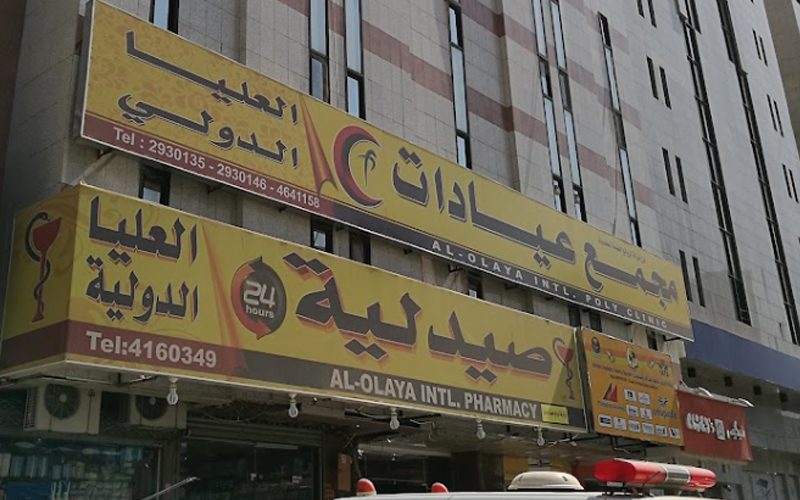 مجمع عيادات
العليا
الدولي
Tel : 2930135 - 2930146 - 4641158
AL-OLAYA INTL. POLY CLINIC
صيدلية
العليا
الدولية
24
hours
Tel:4160349
AL-OLAYA INTL. PHARMACY